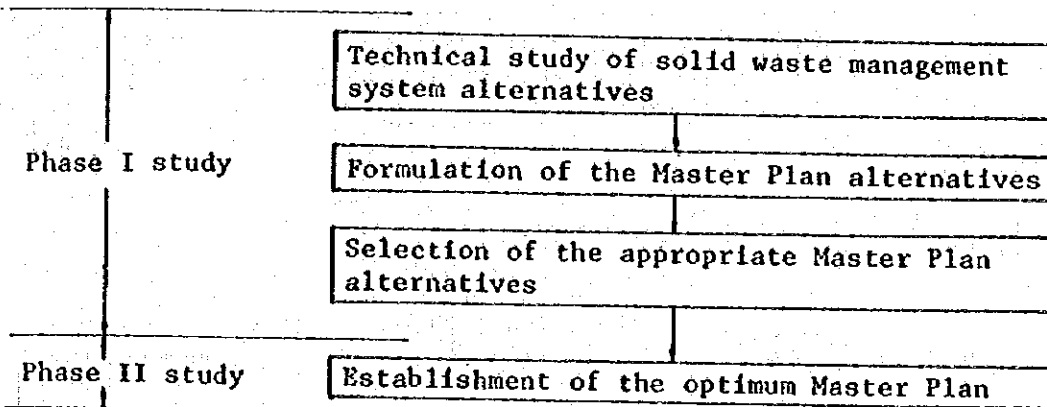 Technical study of solid waste management
system alternatives
Phase I study
Formulation of the Master Plan alternatives
Selection of the appropriate Master Plan
alternatives
Phase II study
Establishment of the optimum Master Plan